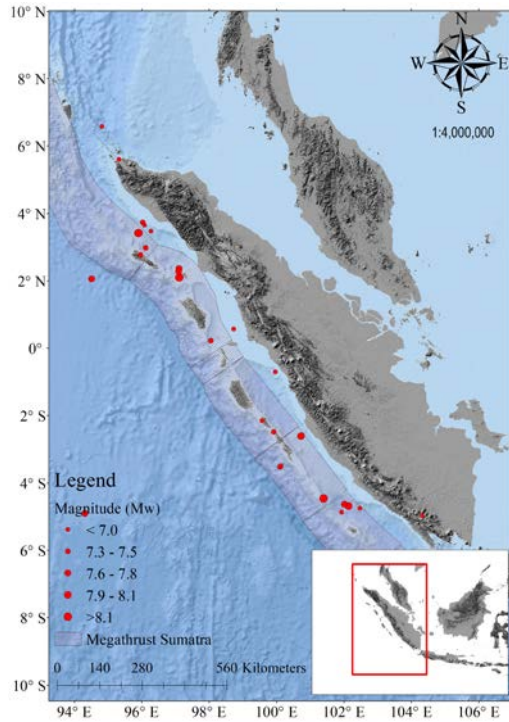 10° N
8° N
6° N
4° N
2° N
0°
2° S
4° S
6° S
8° S
10° S
N
W E
S
1:4,000,000
Legend
Magnitude (Mw)
< 7.0
7.3 - 7.5
7.6 - 7.8
7.9 - 8.1
>8.1
Megathrust Sumatra
0 140 280 560 Kilometers
94° E 96° E 98° E 100° E 102° E 104° E 106° E